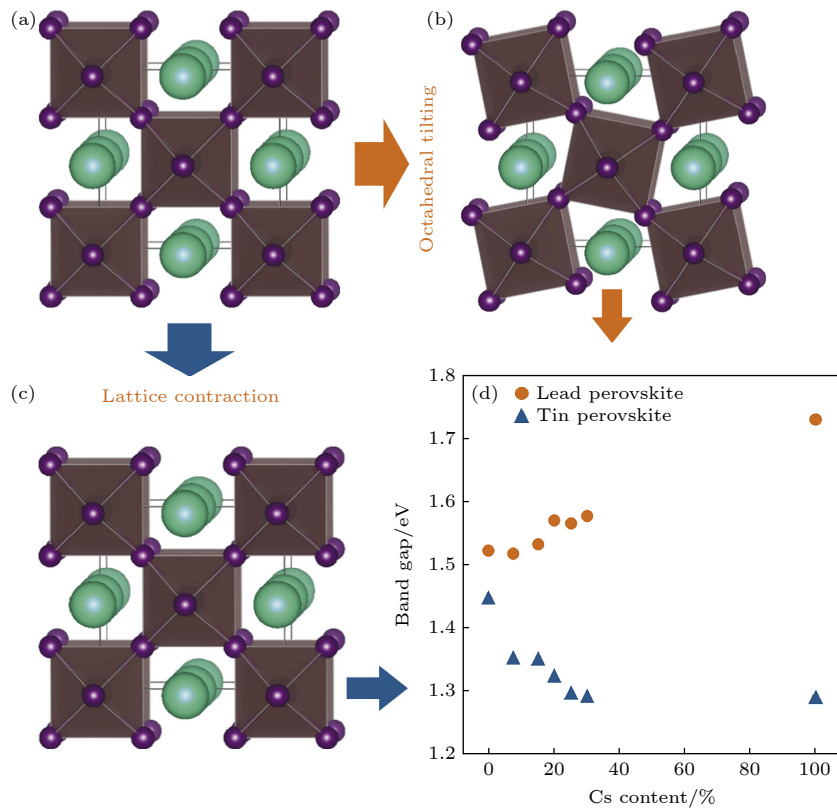 (a)
(b)
Octahedral tilting
(c)
Lattice contraction
(d)
Lead perovskite
Tin perovskite
1.8
1.7
1.6
1.5
1.4
1.3
1.2
Band gap/eV
0
20
40
60
80
100
Cs content/%